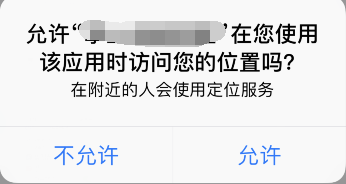 允许“ ”在您使用
该应用时访问您的位置吗？
在附近的人会使用定位服务
不允许 允许